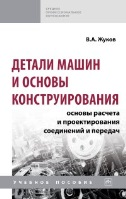 СРЕДНЕЕ
ПРОФЕССИОНАЛЬНОЕ
ОБРАЗОВАНИЕ
В.А. Жуков
ДЕТАЛИ МАШИН
И ОСНОВЫ
КОНСТРУИРОВАНИЯ
основы расчета
и проектирования
соединений и передач
Учебное пособие